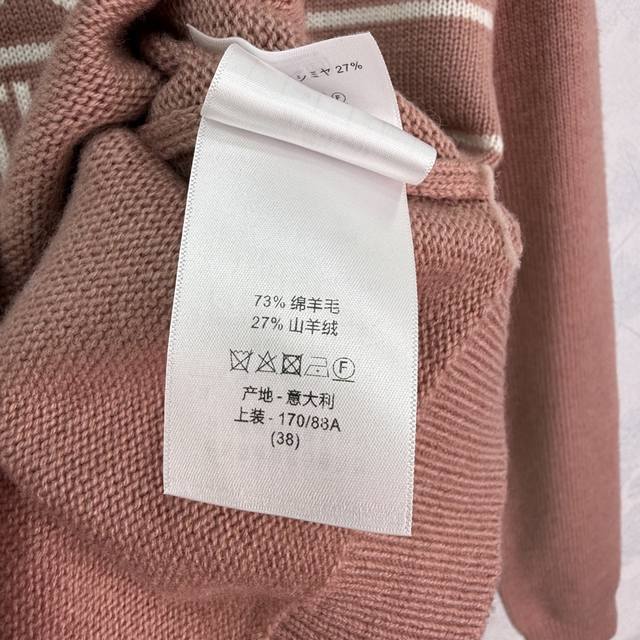 シミヤ 27%
F
73% 绵羊毛
27% 山羊绒
F
产地 - 意大利
上装 - 170/88A
(38)